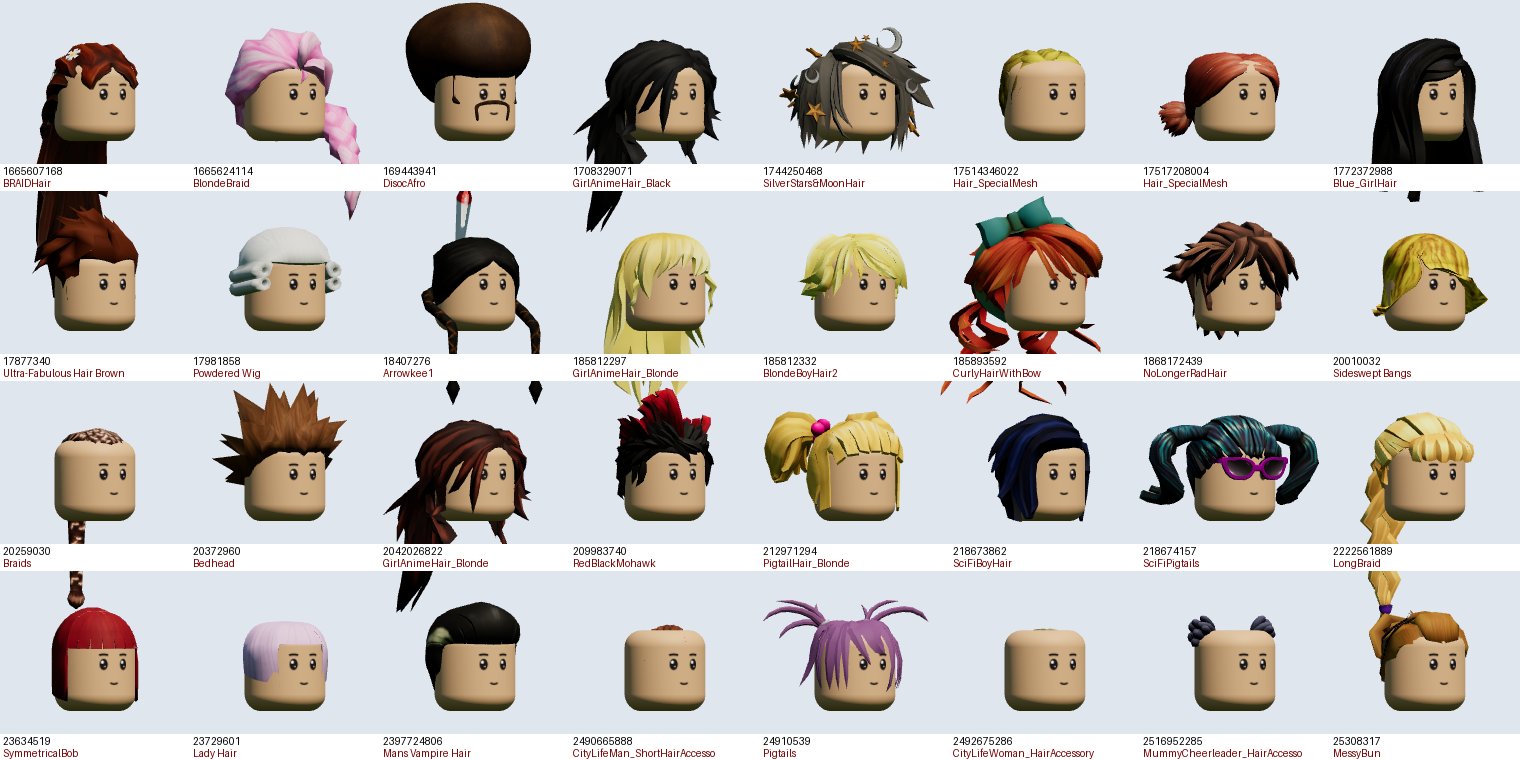 1665607168
BRAIDHair
1665624114
BlondeBraid
169443941
DisocAfro
1708329071
GirlAnimeHair_Black
1744250468
SilverStars&MoonHair
17514346022
Hair_SpecialMesh
17517208004
Hair_SpecialMesh
1772372988
Blue_GirlHair
17877340
Ultra-Fabulous Hair Brown
17981858
Powdered Wig
18407276
Arrowkee1
185812297
GirlAnimeHair_Blonde
185812332
BlondeBoyHair2
185893592
CurlyHairWithBow
1868172439
NoLongerRadHair
20010032
Sideswept Bangs
20259030
Braids
20372960
Bedhead
2042026822
GirlAnimeHair_Blonde
209983740
RedBlackMohawk
212971294
PigtailHair_Blonde
218673862
SciFiBoyHair
218674157
SciFiPigtails
2222561889
LongBraid
23634519
SymmetricalBob
23729601
Lady Hair
2397724806
Mans Vampire Hair
2490665888
CityLifeMan_ShortHairAccesso
24910539
Pigtails
2492675286
CityLifeWoman_HairAccessory
2516952285
MummyCheerleader_HairAccesso
25308317
MessyBun